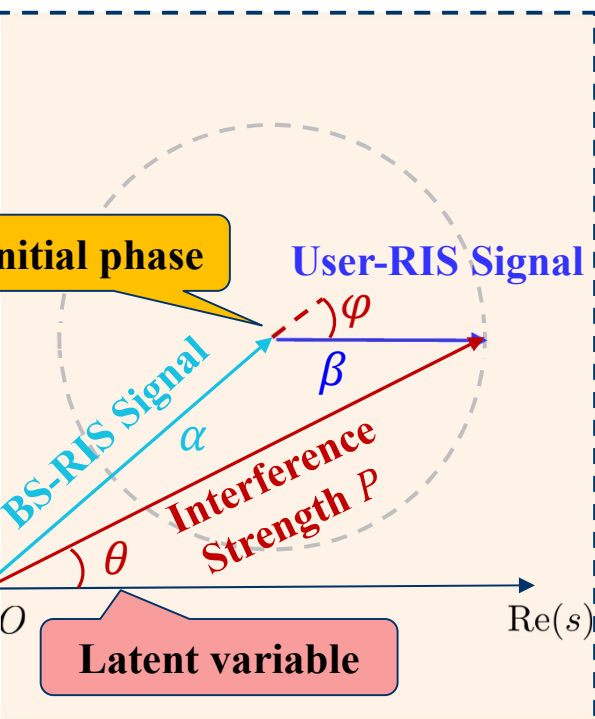 nitial phase
User-RIS Signal
φ
β
BS-RIS Signal
α
Interference
Strength P
θ
O
Re(s)
Latent variable